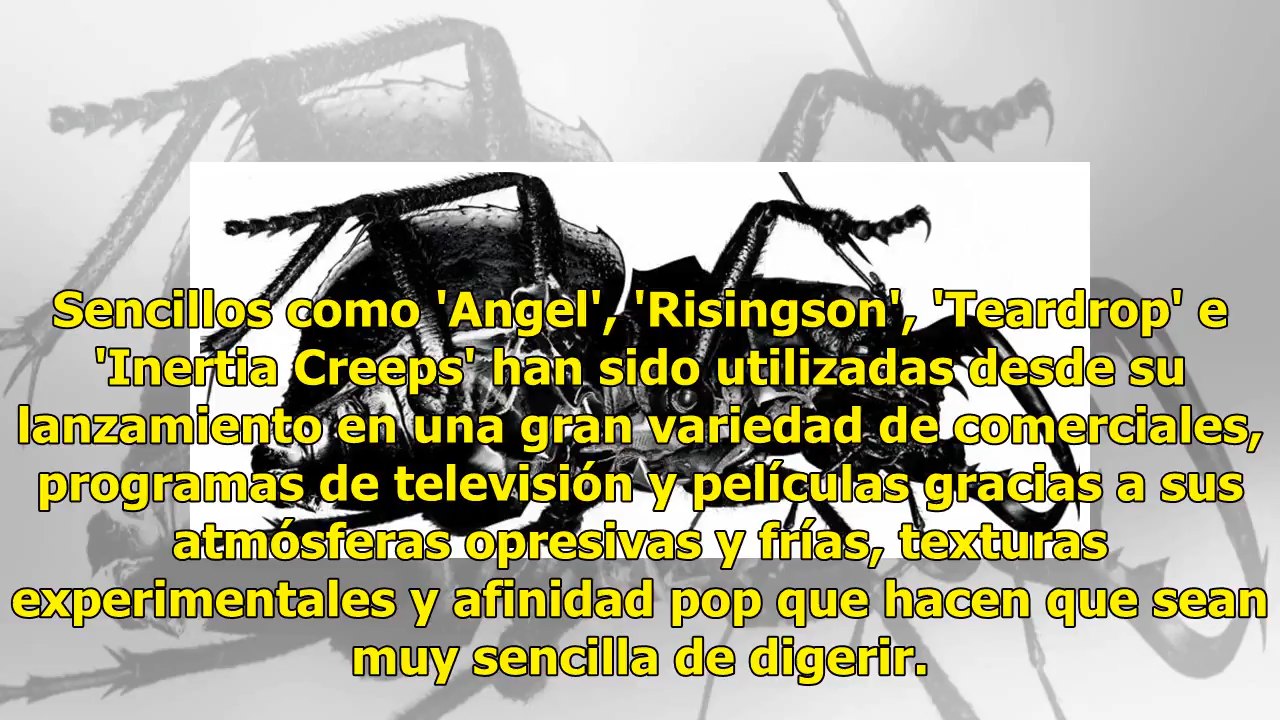 Sencillos como 'Angel', 'Risingson', 'Teardrop' e
'Inertia Creeps' han sido utilizadas desde su
lanzamiento en una gran variedad de comerciales,
programas de televisión y películas gracias a sus
atmósferas opresivas y frías, texturas
experimentales y afinidad pop que hacen que sean
muy sencilla de digerir.